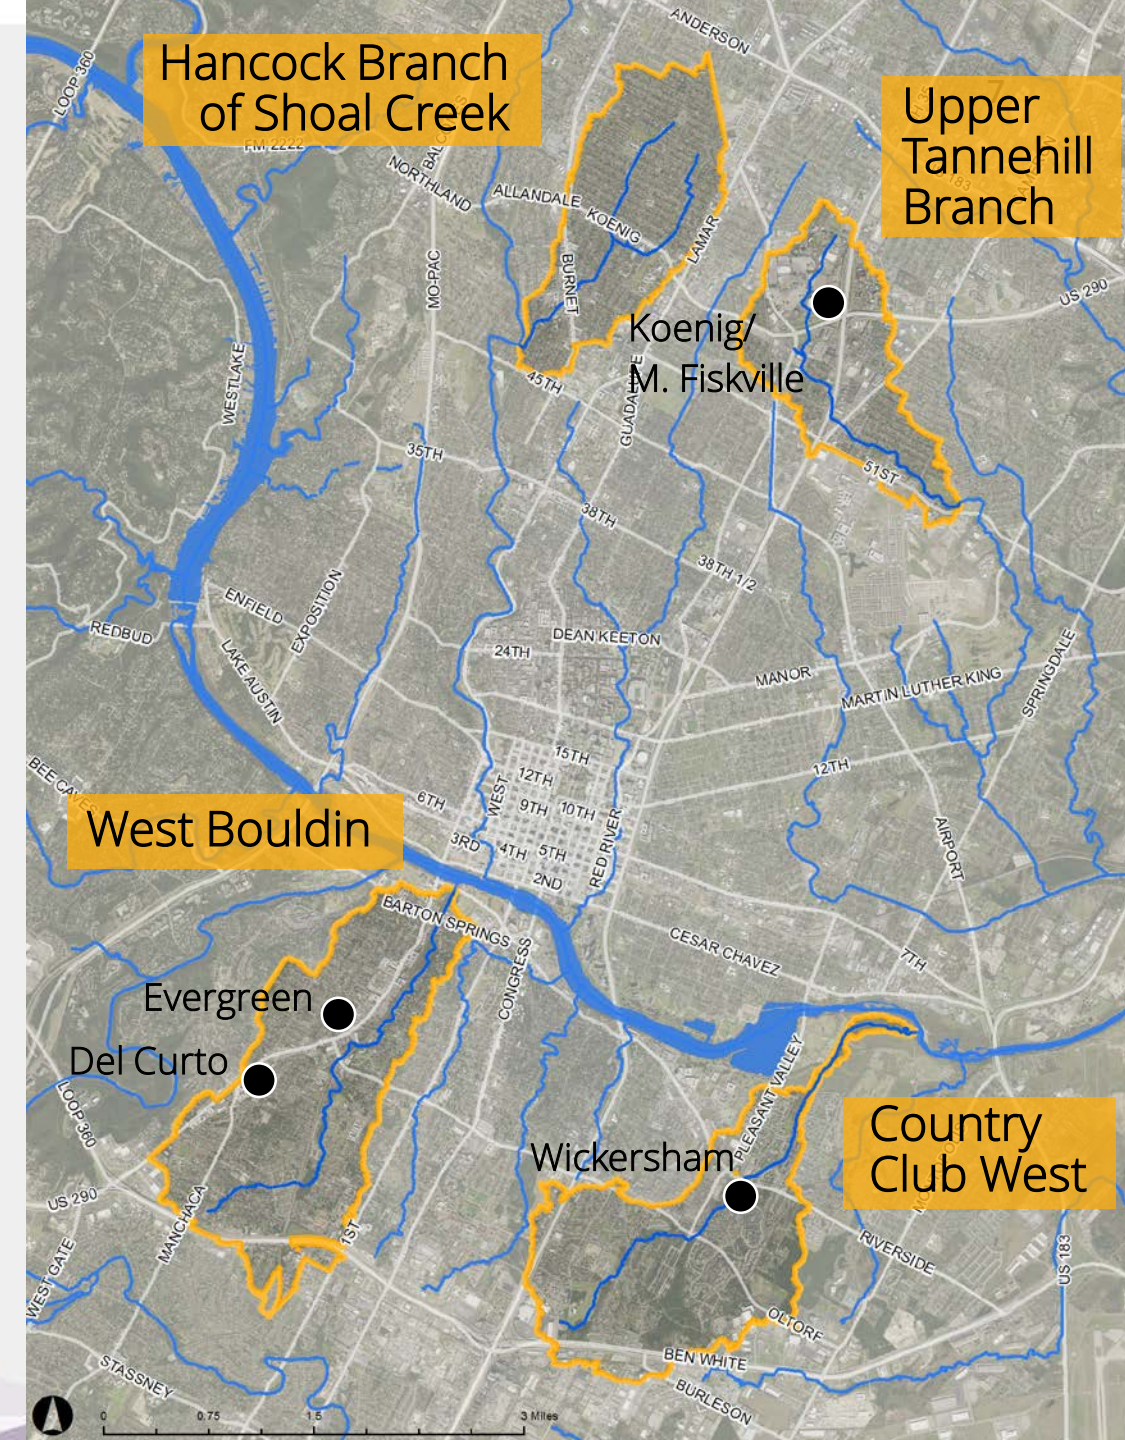 ANDERSON
LOOP 360
Hancock Branch
of Shoal Creek
Upper
Tannehill
Branch
7
183
FM 2222
NORTHLAND
ALLANDALE
KOENIG
LAMAR
MO-PAC
BURNET
US 290
Koenig/
M. Fiskville
WESTLAKE
45TH
GUADALUPE
35TH
51ST
38TH
38TH 1/2
ENFIELD
EXPOSITION
REDBUD
DEAN KEETON
24TH
LAKE AUSTIN
MANOR
MARTIN LUTHER KING
SPRINGDALE
15TH
12TH
12TH
BEE CAVES
WEST
6TH
9TH
10TH
West Bouldin
RED RIVER
AIRPORT
3RD
4TH
5TH
2ND
BARTON SPRINGS
CESAR CHAVEZ
7TH
CONGRESS
Evergreen
Del Curto
PLEASANT VALLEY
LOOP 360
Country
Club West
Wickersham
US 290
MANCHACA
1ST
RIVERSIDE
US 183
WEST GATE
OLTORF
BEN WHITE
STASSNEY
BURLESON
0
0.75
1.5
3 Miles